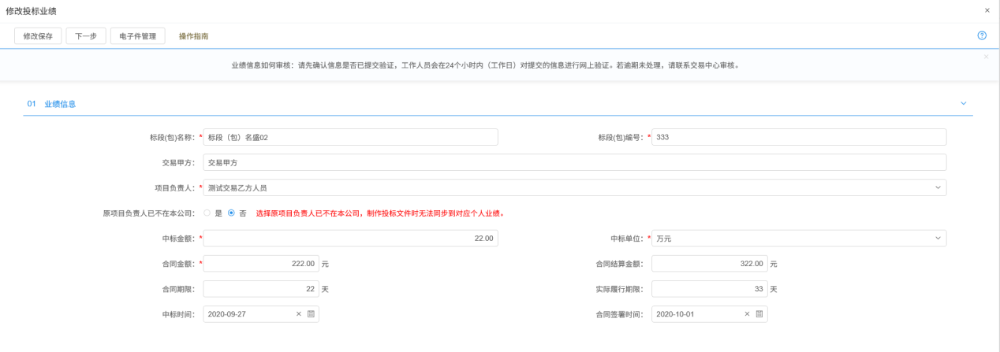 修改投标业绩 ×
修改保存 下一步 电子件管理 操作指南
业绩信息如何审核：请先确认信息是否已提交验证，工作人员会在24个小时内（工作日）对提交的信息进行网上验证。若逾期未处理，请联系交易中心审核。 ×
01 业绩信息
标段(包)名称： * 标段（包）名盛02 标段(包)编号： * 333
交易甲方： 交易甲方
项目负责人： * 测试交易乙方人员
原项目负责人已不在本公司： 是 否 选择原项目负责人已不在本公司，制作投标文件时无法同步到对应个人业绩。
中标金额： * 22.00 中标单位： * 万元
合同金额： * 222.00 元 合同结算金额： 322.00 元
合同期限： 22 天 实际履行期限： 33 天
中标时间： 2020-09-27 × 合同签署时间： 2020-10-01 ×